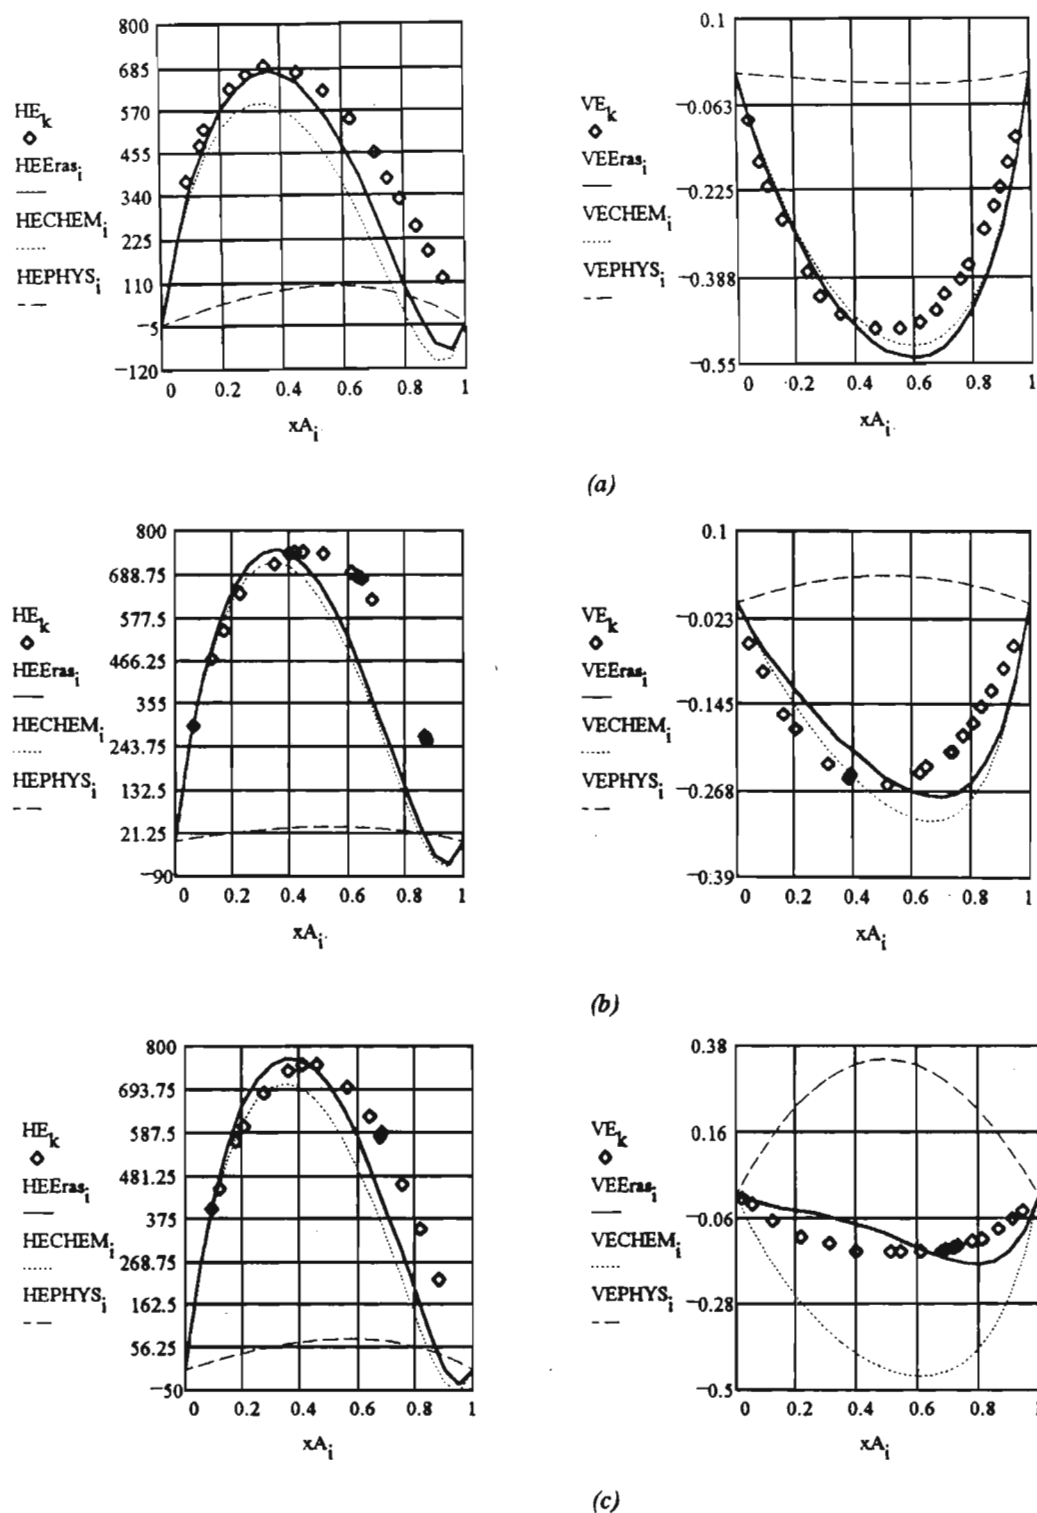 800
685
570
455
340
225
110
−5
−120
HE_k
HEEras_i
HECHEM_i
HEPHYS_i
0 0.2 0.4 0.6 0.8 1
xA_i
0.1
−0.063
−0.225
−0.388
−0.55
VE_k
VEEras_i
VECHEM_i
VEPHYS_i
0 0.2 0.4 0.6 0.8 1
xA_i
(a)
800
688.75
577.5
466.25
355
243.75
132.5
21.25
−90
HE_k
HEEras_i
HECHEM_i
HEPHYS_i
0 0.2 0.4 0.6 0.8 1
xA_i
0.1
−0.023
−0.145
−0.268
−0.39
VE_k
VEEras_i
VECHEM_i
VEPHYS_i
0 0.2 0.4 0.6 0.8 1
xA_i
(b)
800
693.75
587.5
481.25
375
268.75
162.5
56.25
−50
HE_k
HEEras_i
HECHEM_i
HEPHYS_i
0 0.2 0.4 0.6 0.8 1
xA_i
0.38
0.16
−0.06
−0.28
−0.5
VE_k
VEEras_i
VECHEM_i
VEPHYS_i
0 0.2 0.4 0.6 0.8 1
xA_i
(c)